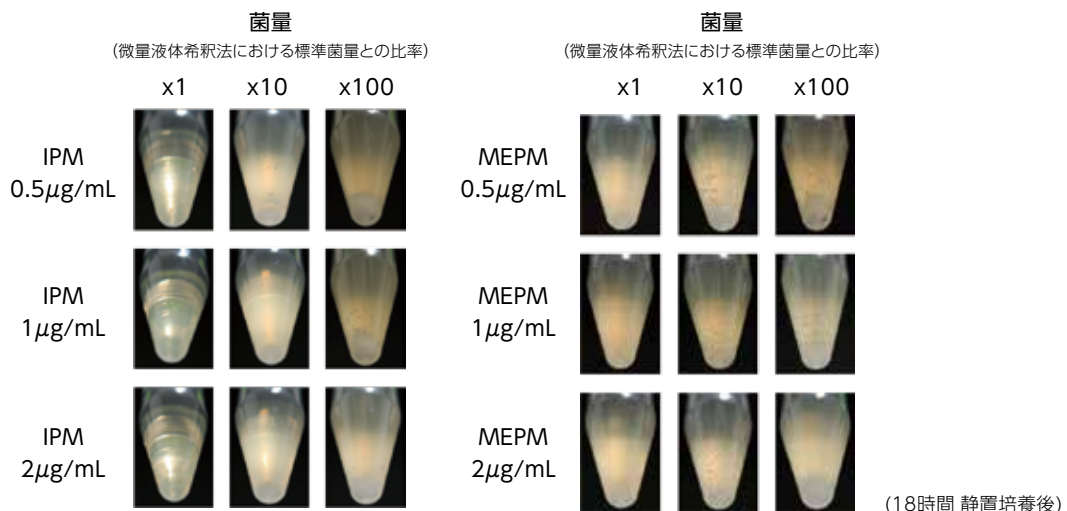 菌量
(微量液体希釈法における標準菌量との比率)
x1 x10 x100
IPM
0.5μg/mL
IPM
1μg/mL
IPM
2μg/mL
菌量
(微量液体希釈法における標準菌量との比率)
x1 x10 x100
MEPM
0.5μg/mL
MEPM
1μg/mL
MEPM
2μg/mL
(18時間 静置培養後)